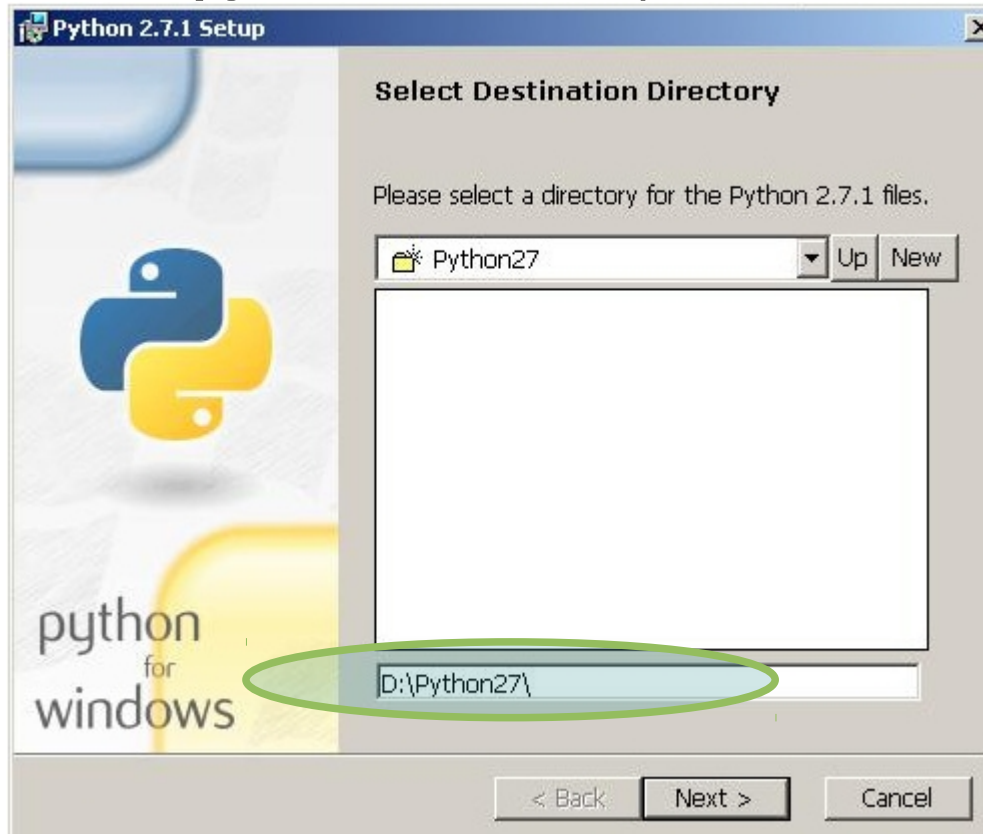 Python 2.7.1 Setup
Select Destination Directory
Please select a directory for the Python 2.7.1 files.
Python27
Up
New
python
for
windows
D:\Python27\
< Back
Next >
Cancel